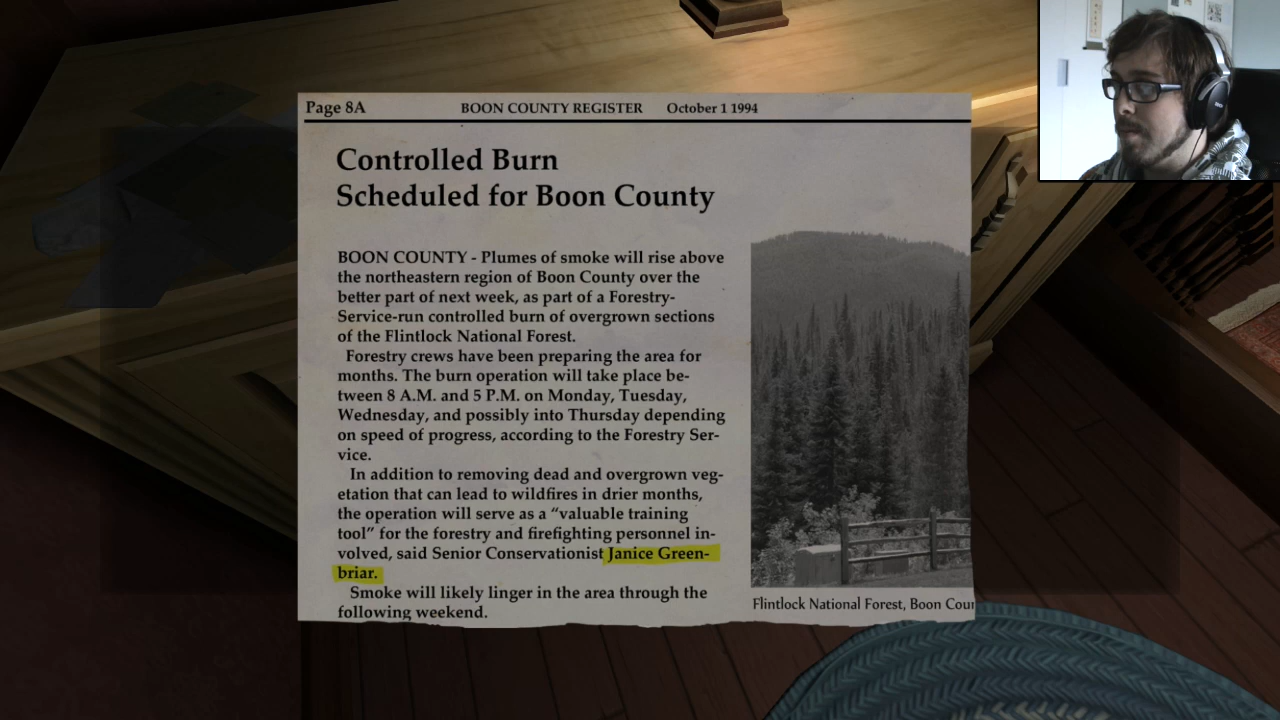 Page 8A BOON COUNTY REGISTER October 1 1994
Controlled Burn
Scheduled for Boon County
BOON COUNTY - Plumes of smoke will rise above
the northeastern region of Boon County over the
better part of next week, as part of a Forestry-
Service-run controlled burn of overgrown sections
of the Flintlock National Forest.
Forestry crews have been preparing the area for
months. The burn operation will take place be-
tween 8 A.M. and 5 P.M. on Monday, Tuesday,
Wednesday, and possibly into Thursday depending
on speed of progress, according to the Forestry Ser-
vice.
In addition to removing dead and overgrown veg-
etation that can lead to wildfires in drier months,
the operation will serve as a “valuable training
tool” for the forestry and firefighting personnel in-
volved, said Senior Conservationist Janice Green-
briar.
Smoke will likely linger in the area through the
following weekend.
Flintlock National Forest, Boon Coun